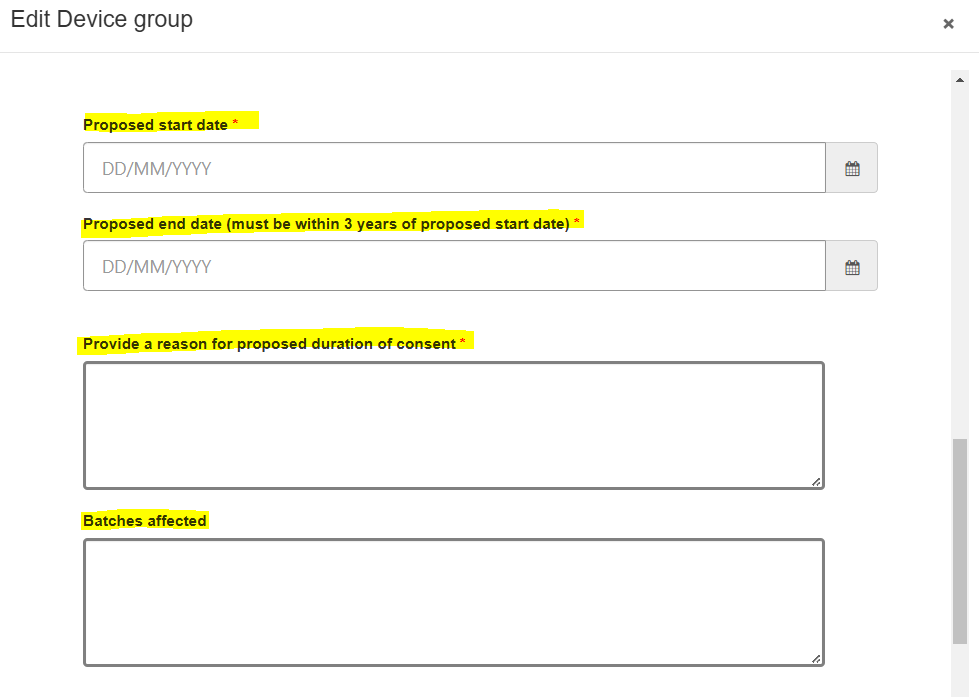 Edit Device group
Proposed start date *
DD/MM/YYYY
Proposed end date (must be within 3 years of proposed start date) *
DD/MM/YYYY
Provide a reason for proposed duration of consent *
Batches affected